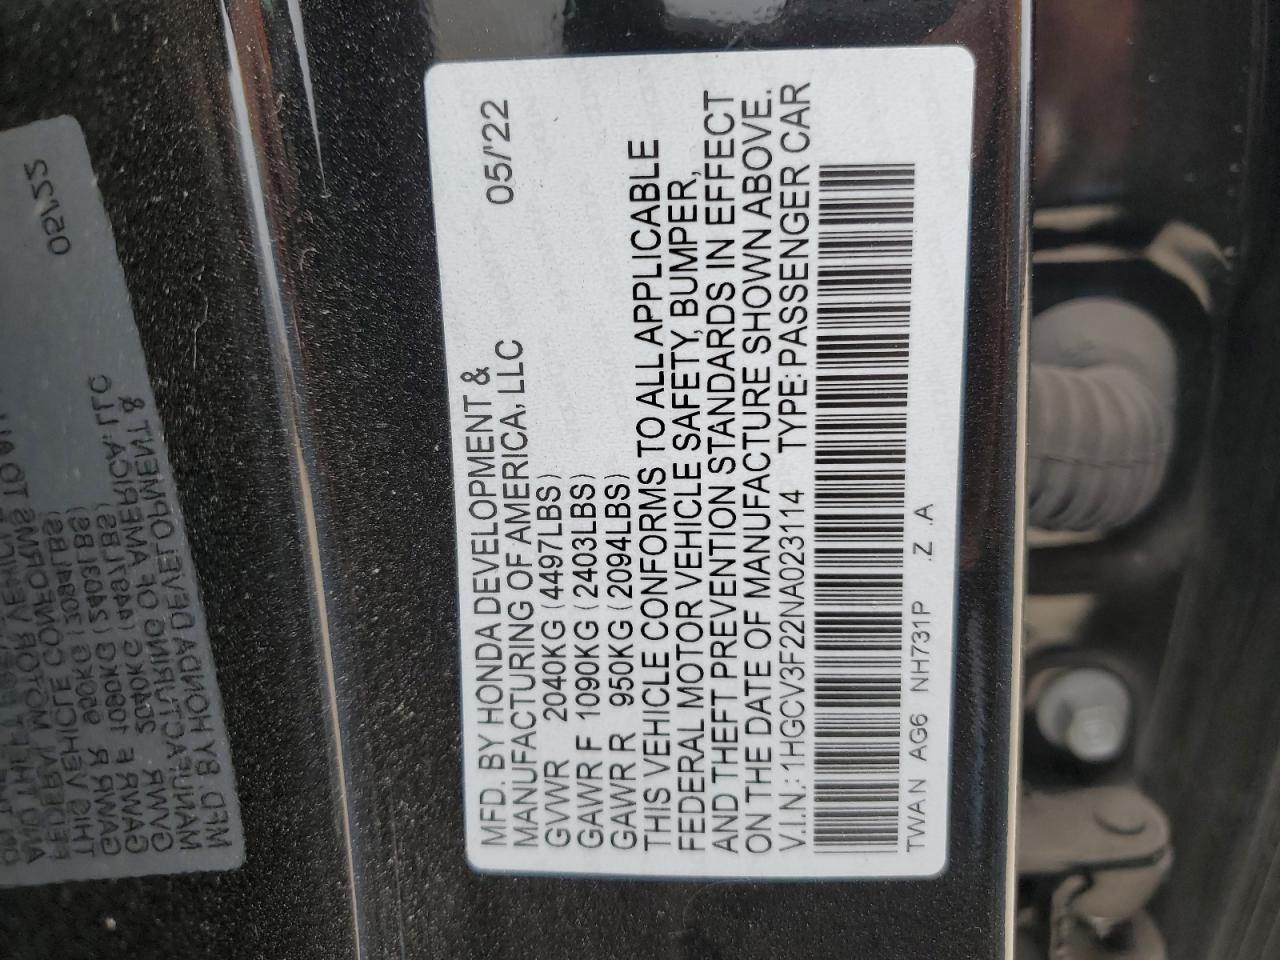 MFD. BY HONDA DEVELOPMENT &
MANUFACTURING OF AMERICA, LLC 05/'22
GVWR 2040KG (4497LBS)
GAWR F 1090KG (2403LBS)
GAWR R 950KG (2094LBS)
THIS VEHICLE CONFORMS TO ALL APPLICABLE
FEDERAL MOTOR VEHICLE SAFETY, BUMPER,
AND THEFT PREVENTION STANDARDS IN EFFECT
ON THE DATE OF MANUFACTURE SHOWN ABOVE.
V.I.N.: 1HGCV3F22NA023114 TYPE: PASSENGER CAR
TWAN AG6 NH731P .Z .A